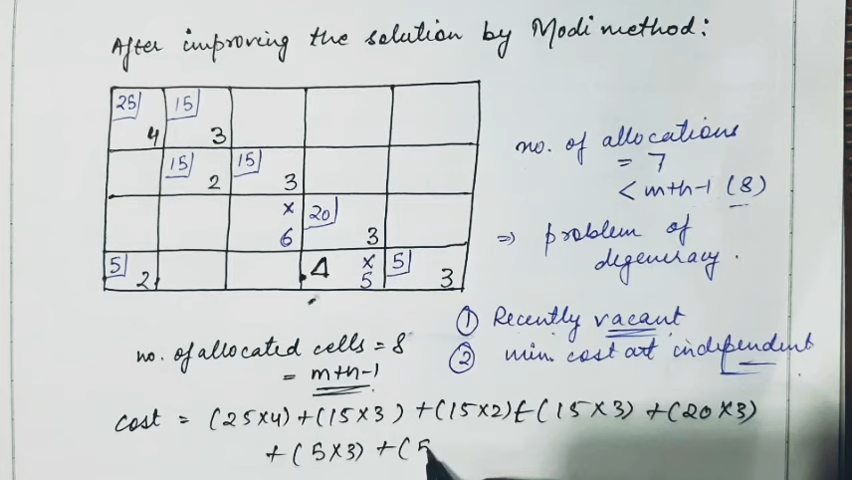 After improving the solution by Modi method:
25 15
4 3
15 15
2 3
x 20
6 3
5 Δ x 5
2 5 3
no. of allocations
= 7
< m+n-1 (8)
⇒ problem of
degeneracy.
① Recently vacant
② min. cost at independent
no. of allocated cells = 8
= m+n-1
cost = (25×4)+(15×3)+(15×2)+(15×3)+(20×3)
+(5×3)+(5